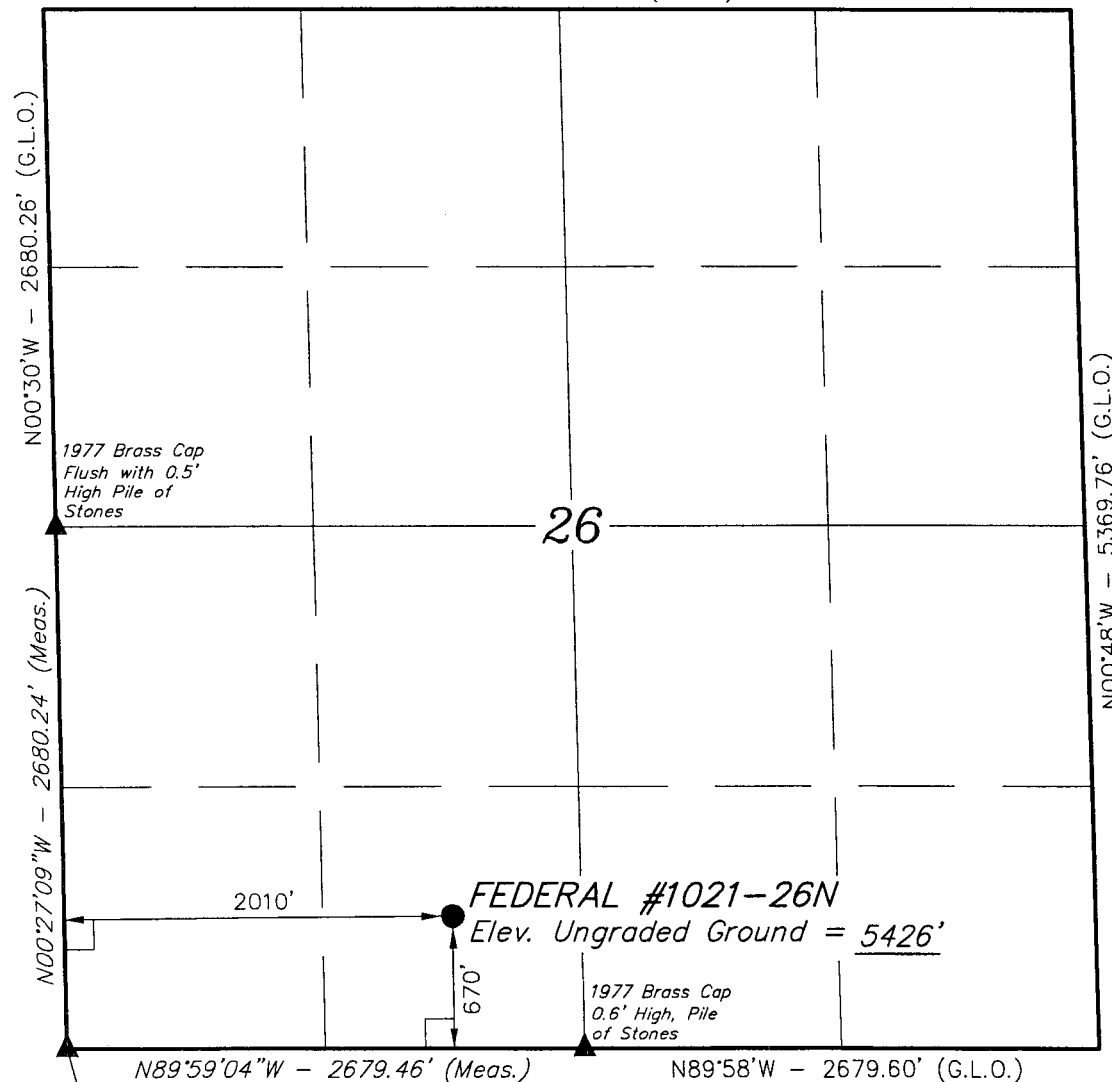 N00°30'W - 2680.26' (G.L.O.)
1977 Brass Cap
Flush with 0.5'
High Pile of
Stones
26
N00°48'W - 5369.76' (G.L.O.)
N00°27'09"W - 2680.24' (Meas.)
2010'
FEDERAL #1021-26N
Elev. Ungraded Ground = 5426'
670'
1977 Brass Cap
0.6' High, Pile
of Stones
N89°59'04"W - 2679.46' (Meas.)
N89°58'W - 2679.60' (G.L.O.)